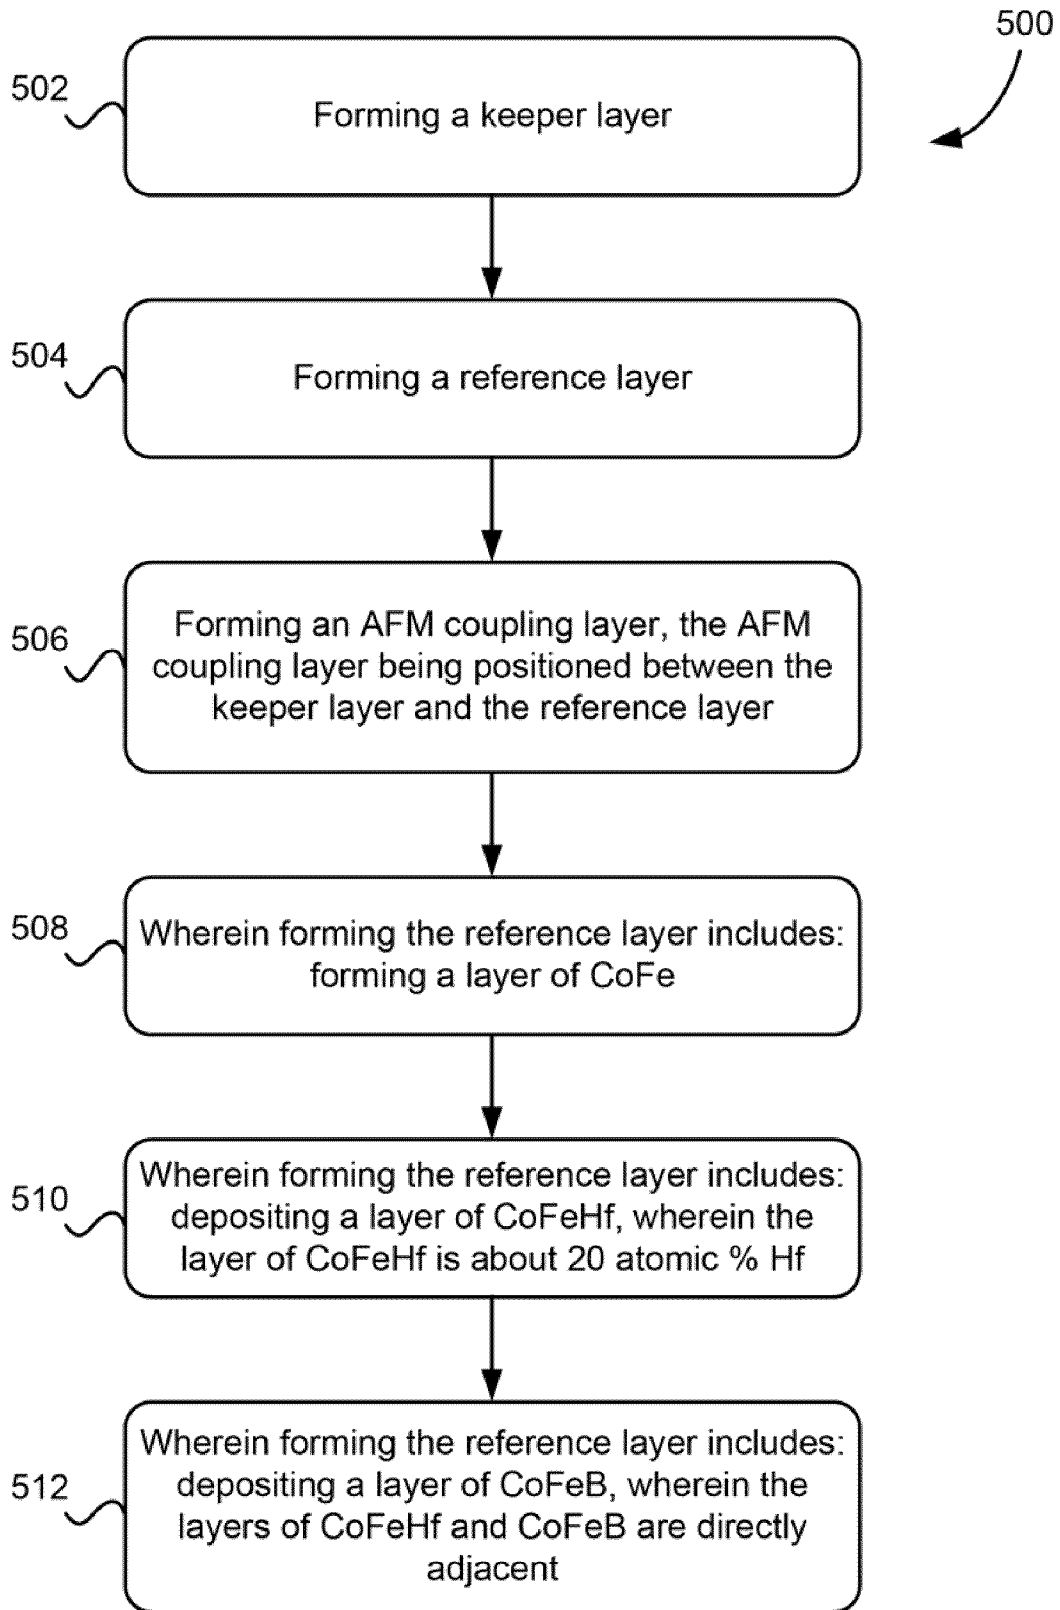 500
502
Forming a keeper layer
504
Forming a reference layer
506
Forming an AFM coupling layer, the AFM
coupling layer being positioned between the
keeper layer and the reference layer
508
Wherein forming the reference layer includes:
forming a layer of CoFe
510
Wherein forming the reference layer includes:
depositing a layer of CoFeHf, wherein the
layer of CoFeHf is about 20 atomic % Hf
512
Wherein forming the reference layer includes:
depositing a layer of CoFeB, wherein the
layers of CoFeHf and CoFeB are directly
adjacent